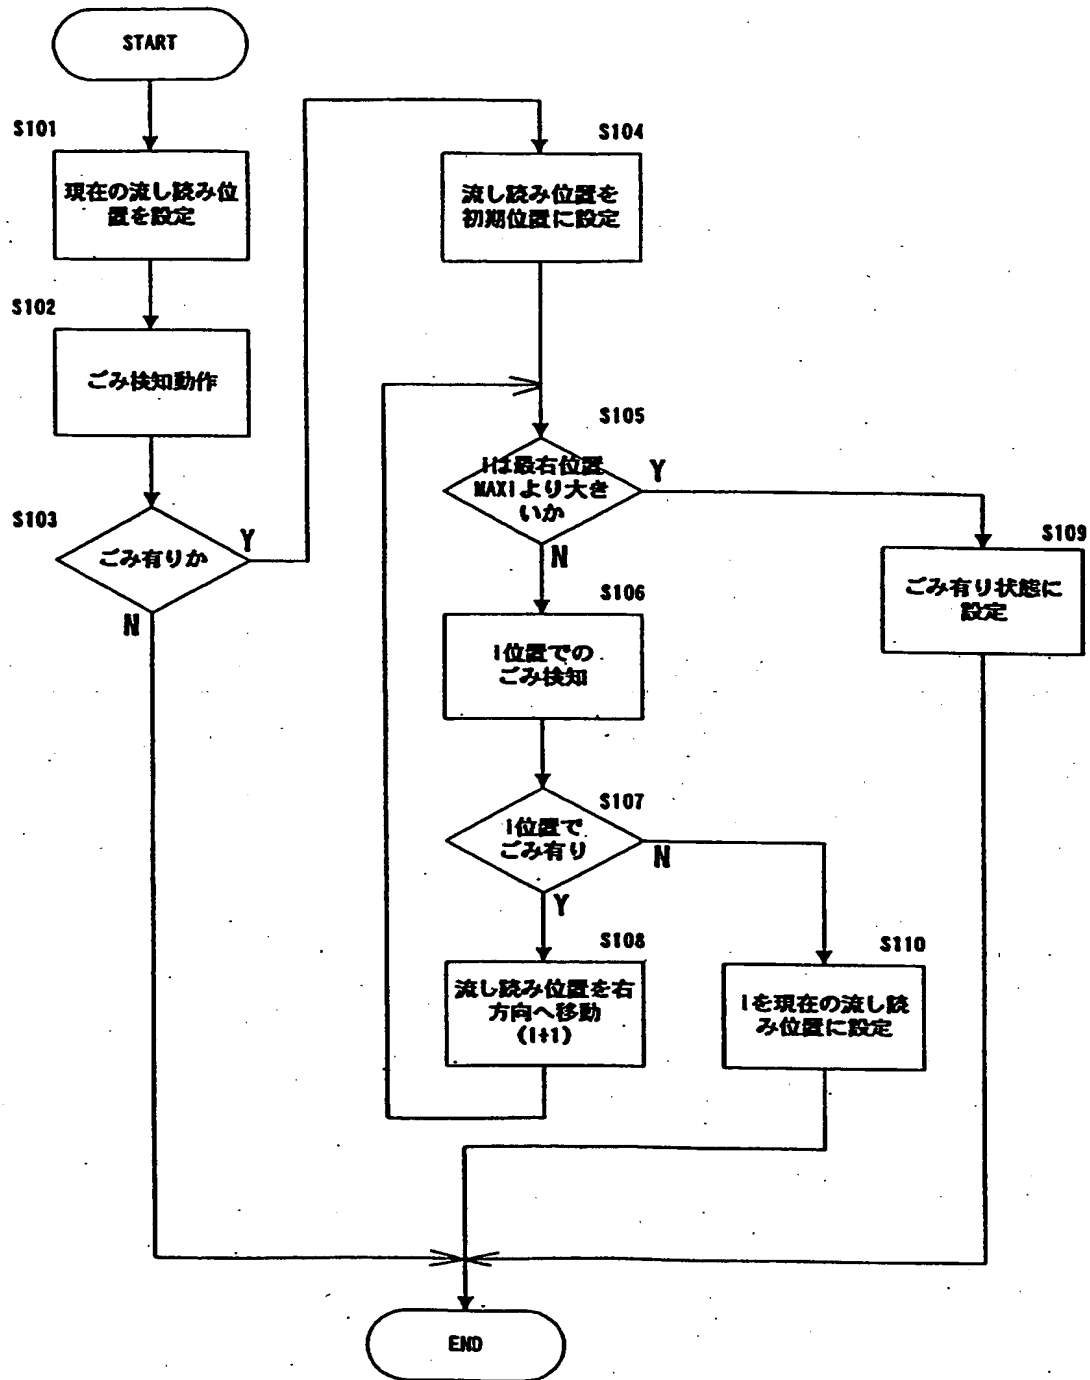 START
S101
現在の流し読み位
置を設定
S102
ごみ検知動作
S103
ごみ有りか
Y
N
S104
流し読み位置を
初期位置に設定
S105
iは最右位置
MAXiより大き
いか
Y
N
S106
i位置での
ごみ検知
S107
i位置で
ごみ有り
N
Y
S108
流し読み位置を右
方向へ移動
(i+1)
S109
ごみ有り状態に
設定
S110
iを現在の流し読
み位置に設定
END